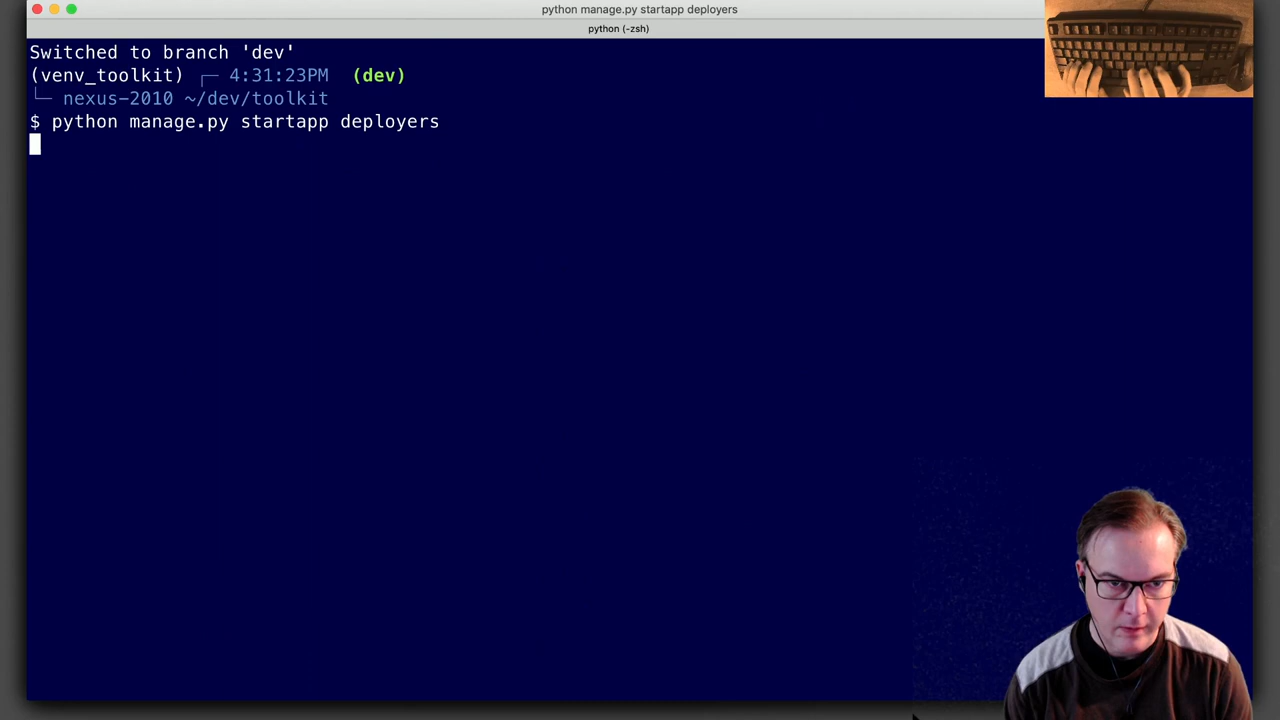 python manage.py startapp deployers
python (-zsh)
Switched to branch 'dev'
(venv_toolkit) ┌─ 4:31:23PM (dev)
└─ nexus-2010 ~/dev/toolkit
$ python manage.py startapp deployers